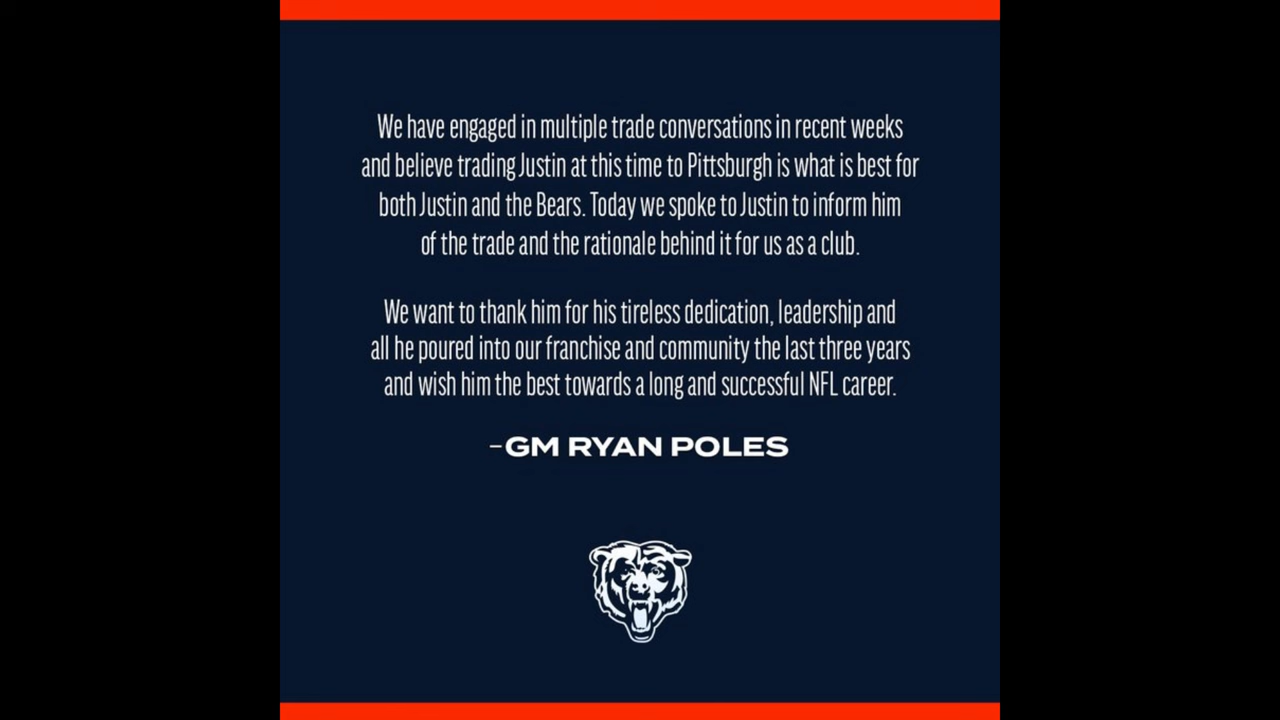 We have engaged in multiple trade conversations in recent weeks
and believe trading Justin at this time to Pittsburgh is what is best for
both Justin and the Bears. Today we spoke to Justin to inform him
of the trade and the rationale behind it for us as a club.
We want to thank him for his tireless dedication, leadership and
all he poured into our franchise and community the last three years
and wish him the best towards a long and successful NFL career.
-GM RYAN POLES